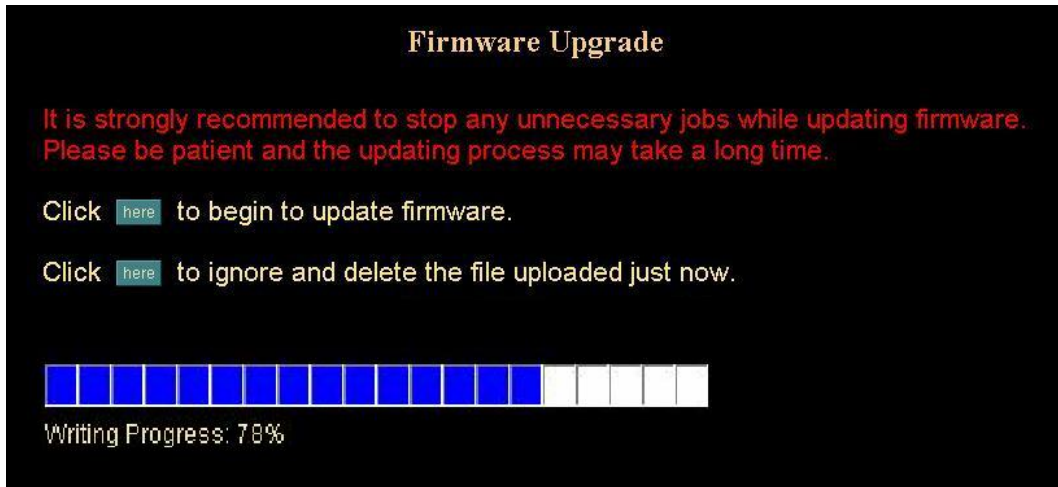 Firmware Upgrade
It is strongly recommended to stop any unnecessary jobs while updating firmware.
Please be patient and the updating process may take a long time.
Click here to begin to update firmware.
Click here to ignore and delete the file uploaded just now.
Writing Progress: 78%